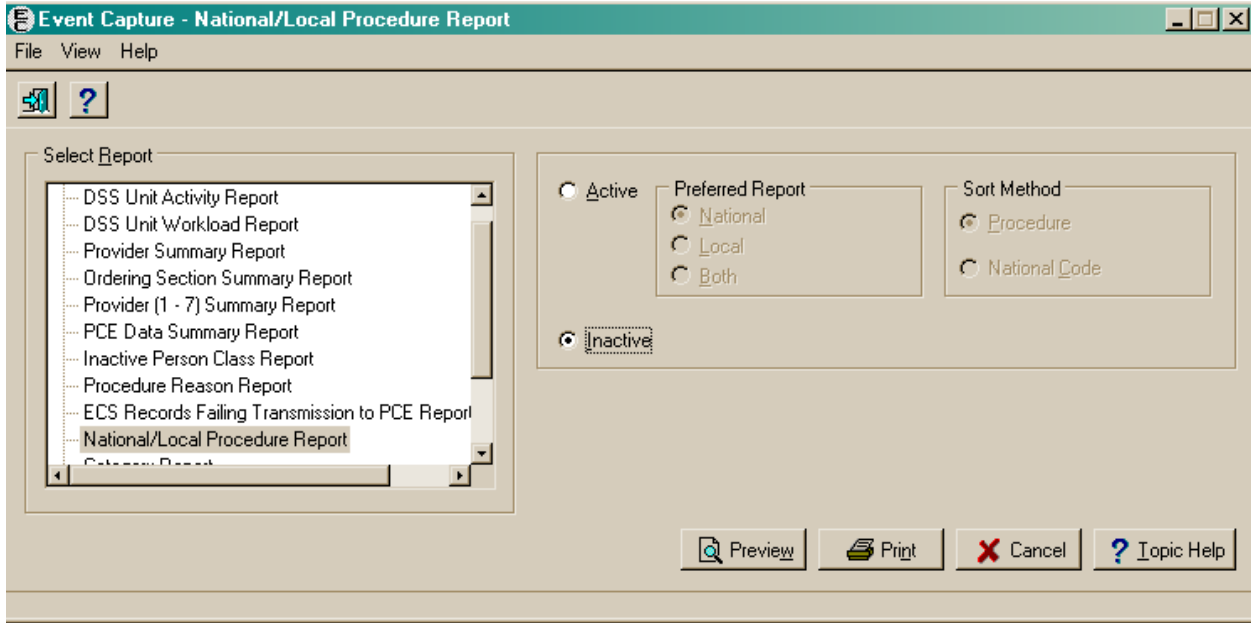 Event Capture - National/Local Procedure Report
File View Help
Select Report
DSS Unit Activity Report
DSS Unit Workload Report
Provider Summary Report
Ordering Section Summary Report
Provider (1 - 7) Summary Report
PCE Data Summary Report
Inactive Person Class Report
Procedure Reason Report
ECS Records Failing Transmission to PCE Report
National/Local Procedure Report
Category Report
Active
Preferred Report
National
Local
Both
Sort Method
Procedure
National Code
Inactive
Preview Print Cancel ? Topic Help